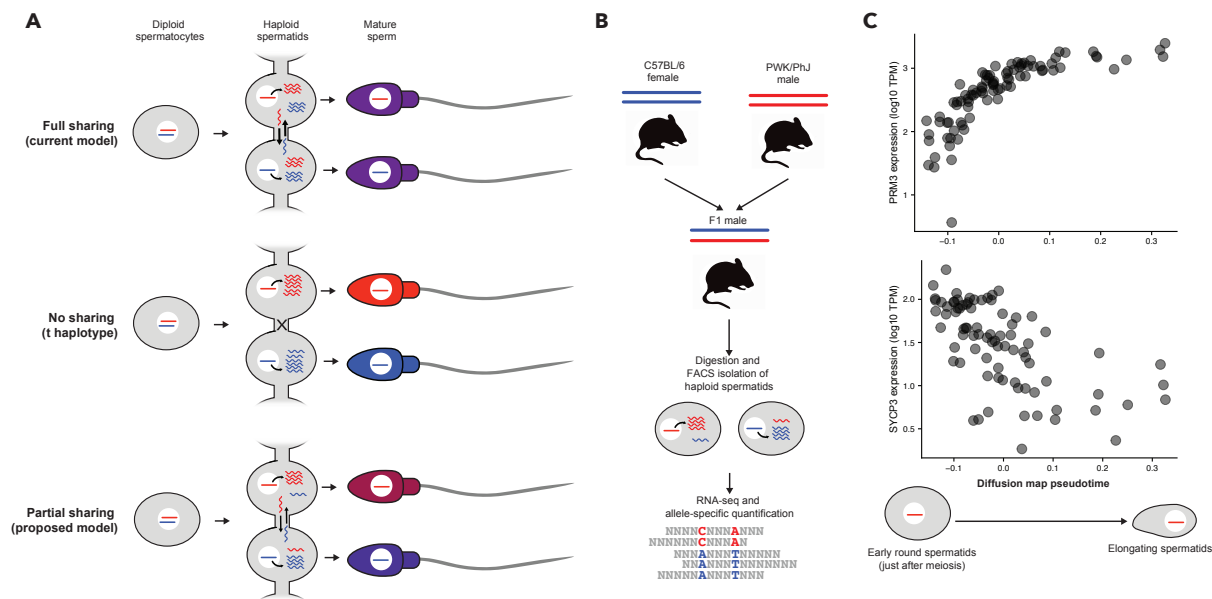 A
Diploid
spermatocytes
Haploid
spermatids
Mature
sperm
Full sharing
(current model)
No sharing
(t haplotype)
Partial sharing
(proposed model)
B
C57BL/6
female
PWK/PhJ
male
F1 male
Digestion and
FACS isolation of
haploid spermatids
RNA-seq and
allele-specific quantification
NNNNCNNNANNN
NNNNNNCNNNAN
NNNANNNTNNNNN
NNANNNTNNNNNNN
NNNNNANNNTNNN
C
PRM3 expression (log10 TPM)
3
2
1
−0.1
0.0
0.1
0.2
0.3
SYCP3 expression (log10 TPM)
2.0
1.5
1.0
0.5
−0.1
0.0
0.1
0.2
0.3
Diffusion map pseudotime
Early round spermatids
(just after meiosis)
Elongating spermatids